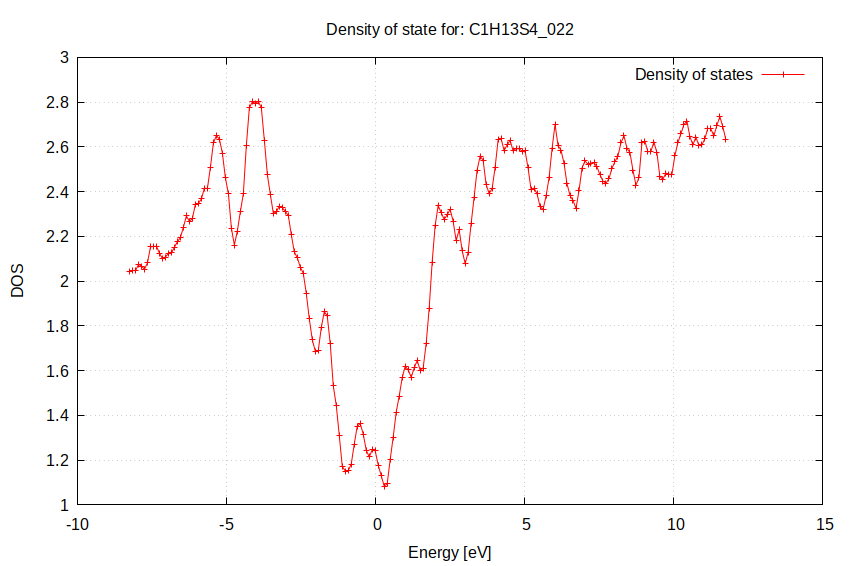 Density of state for: C1H13S4_022
Density of states
3
2.8
2.6
2.4
2.2
2
1.8
1.6
1.4
1.2
1
DOS
-10 -5 0 5 10 15
Energy [eV]